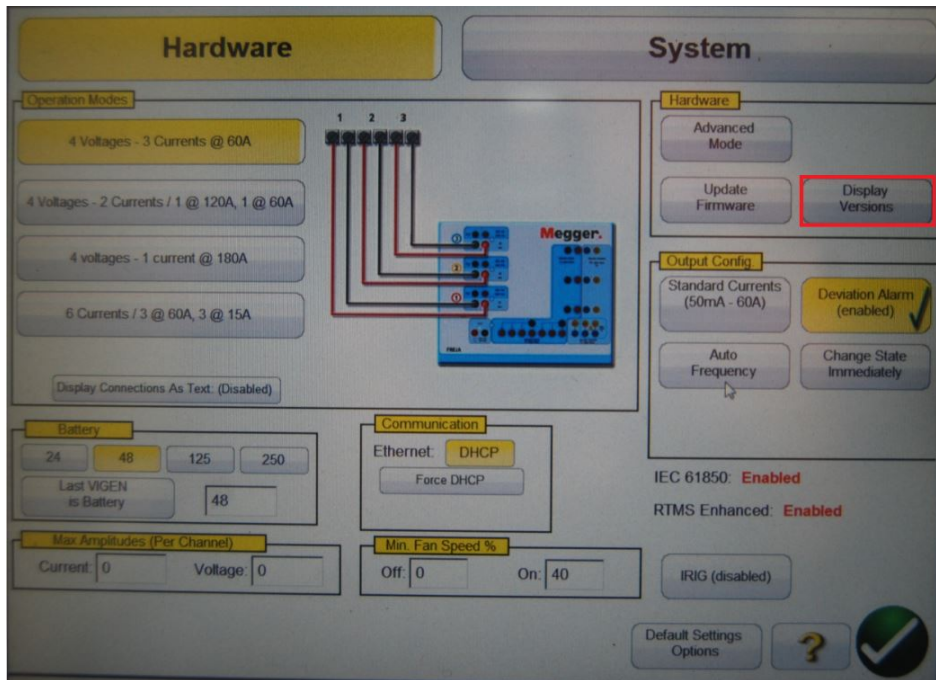 Hardware
System
Operation Modes
4 Voltages - 3 Currents @ 60A
4 Voltages - 2 Currents / 1 @ 120A, 1 @ 60A
4 voltages - 1 current @ 180A
6 Currents / 3 @ 60A, 3 @ 15A
Display Connections As Text: (Disabled)
1 2 3
Megger.
Hardware
Advanced
Mode
Update
Firmware
Display
Versions
Output Config.
Standard Currents
(50mA - 60A)
Deviation Alarm
(enabled)
Auto
Frequency
Change State
Immediately
Battery
24 48 125 250
Last VIGEN
is Battery
48
Communication
Ethernet: DHCP
Force DHCP
IEC 61850: Enabled
RTMS Enhanced: Enabled
Max Amplitudes (Per Channel)
Current: 0 Voltage: 0
Min. Fan Speed %
Off: 0 On: 40
IRIG (disabled)
Default Settings
Options
?